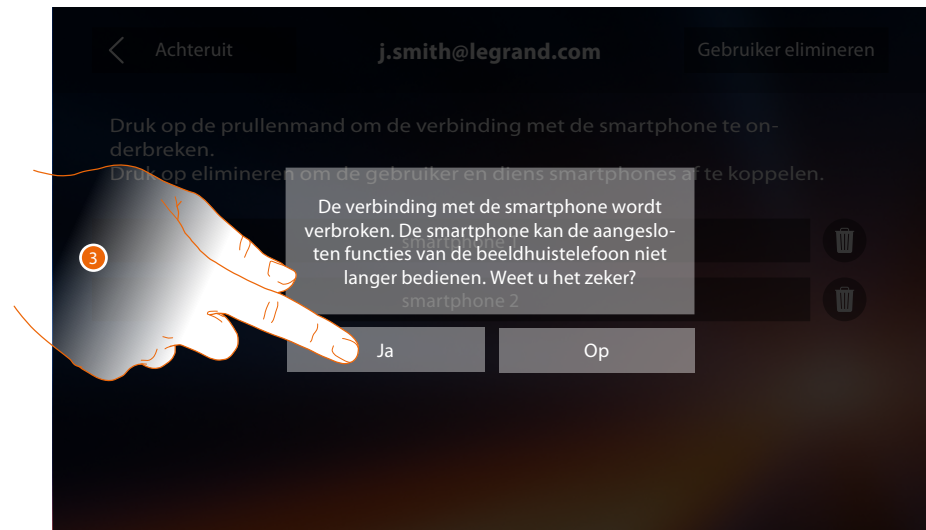 Achteruit
j.smith@legrand.com
Gebruiker elimineren
Druk op de prullenmand om de verbinding met de smartphone te on-
derbreken.
Druk op elimineren om de gebruiker en diens smartphones af te koppelen.
De verbinding met de smartphone wordt
verbroken. De smartphone kan de aangeslo-
ten functies van de beeldhuistelefoon niet
langer bedienen. Weet u het zeker?
smartphone 1
smartphone 2
3
Ja
Op